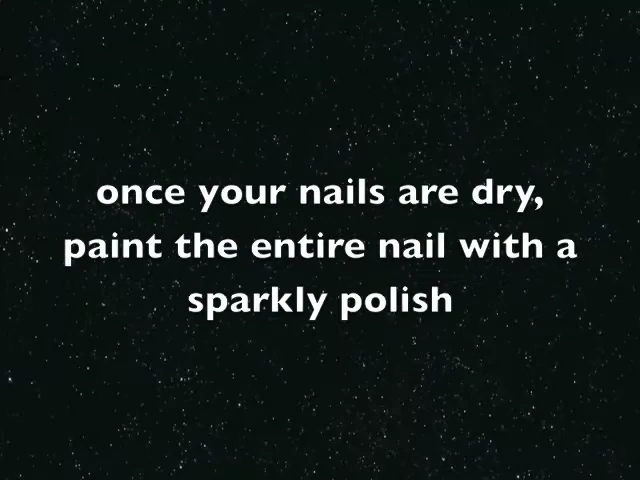 once your nails are dry,
paint the entire nail with a
sparkly polish